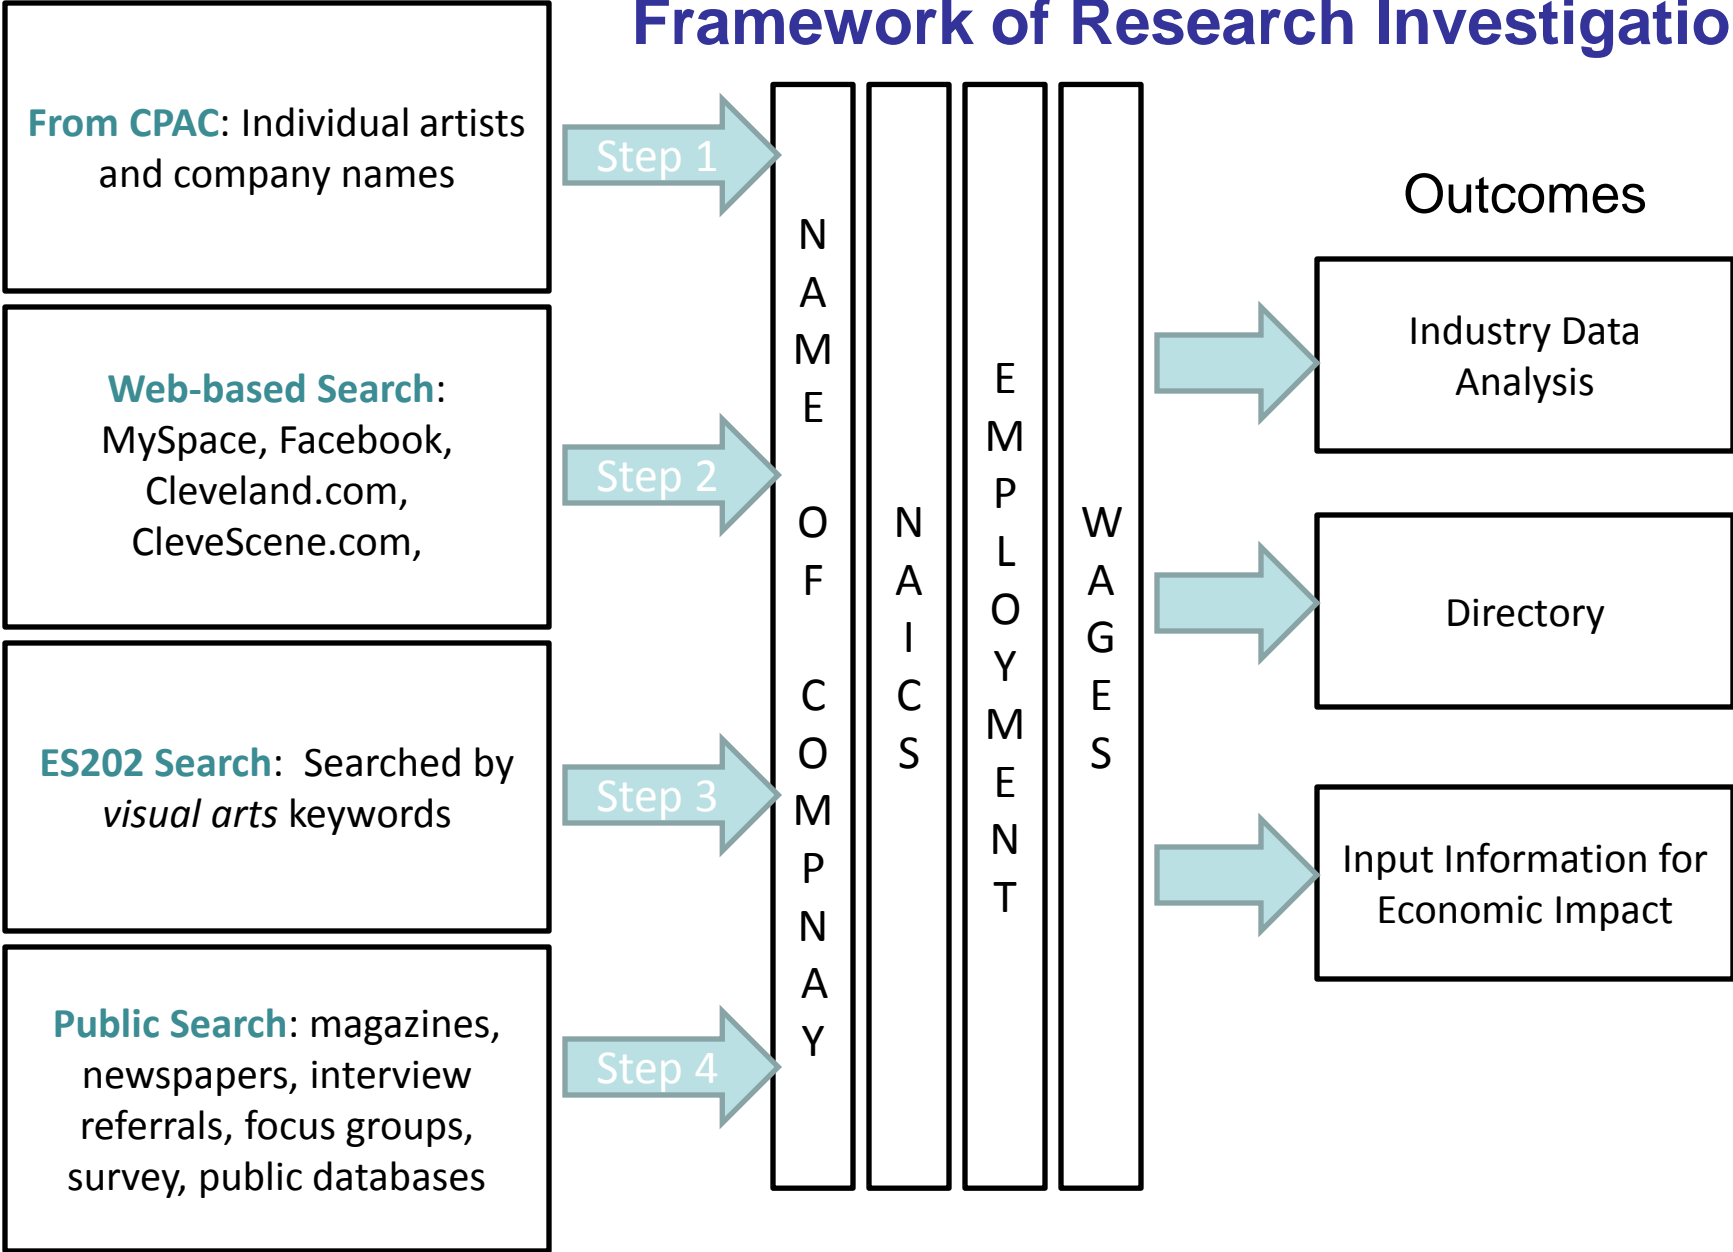 Framework of Research Investigatio
From CPAC: Individual artists
and company names
Step 1
Web-based Search:
MySpace, Facebook,
Cleveland.com,
CleveScene.com,
Step 2
ES202 Search:  Searched by
visual arts keywords
Step 3
Public Search: magazines,
newspapers, interview
referrals, focus groups,
survey, public databases
Step 4
NAME OF COMPNAY
NAICS
EMPLOYMENT
WAGES
Outcomes
Industry Data
Analysis
Directory
Input Information for
Economic Impact